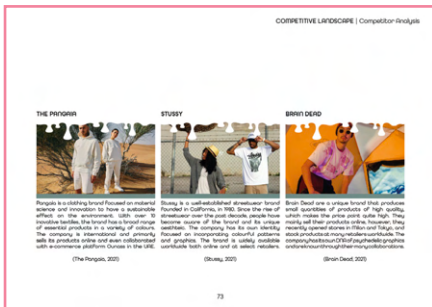 COMPETITIVE LANDSCAPE | Competitor Analysis
THE PANGAIA
STUSSY
BRAIN DEAD
Pangaia is a clothing brand focused on material
science and innovation to have a sustainable
effect on the environment. With over 10
inovative textiles, the brand has a broad range
of essential products in a variety of colours.
The company is international and primarily
sells its products online and even collaborated
with e-commerce platform Ounass in the UAE.
(The Pangaia, 2021)
Stussy is a well-established streetwear brand
Founded in California, in 1980. Since the rise of
streetwear over the past decade, people have
become aware of the brand and its unique
aesthetic. The company has its own identity
focused on incorporating colourful patterns
and graphics. The brand is widely available
worldwide both online and at select retailers.
(Stussy, 2021)
Brain Dead are a unique brand that produces
small quantities of products of high quality,
which makes the price point quite high. They
mainly sell their products online, however, they
recently opened stores in Milan and Tokyo, and
stock products at many retailers worldwide. The
company has its own DNA of psychedelic graphics
and are known through their many collaborations.
(Brain Dead, 2021)
73